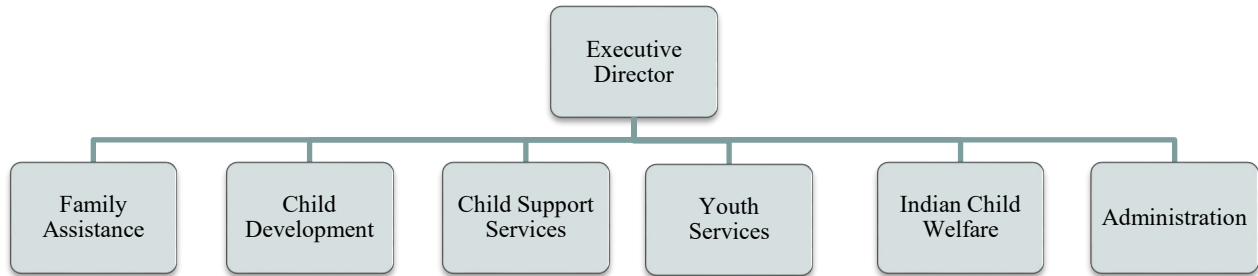 Executive
Director
Family
Assistance
Child
Development
Child Support
Services
Youth
Services
Indian Child
Welfare
Administration